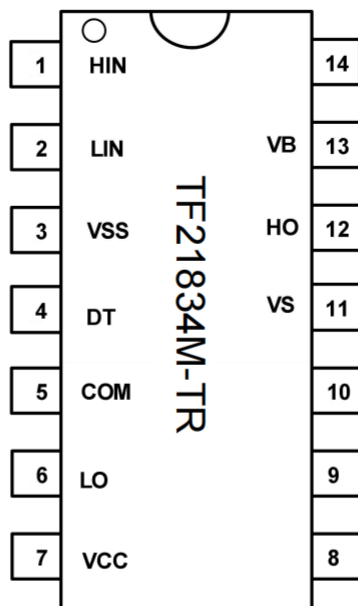 1 HIN 14
2 LIN VB 13
3 VSS HO 12
4 DT VS 11
5 COM 10
6 LO 9
7 VCC 8
TF21834M-TR